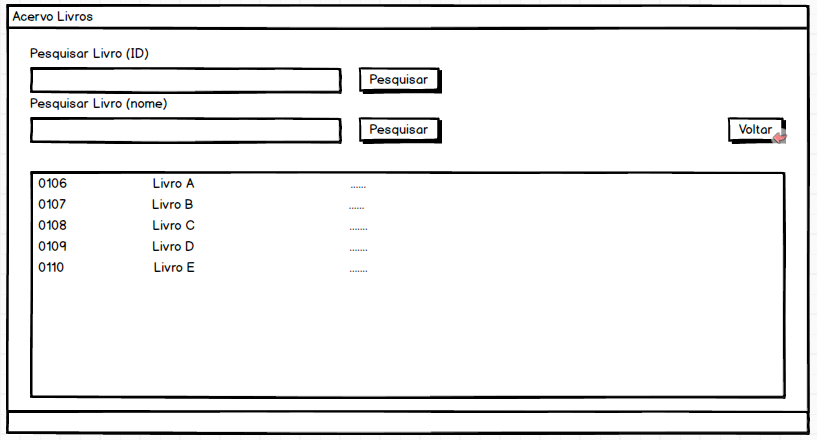 Acervo Livros
Pesquisar Livro (ID)
Pesquisar
Pesquisar Livro (nome)
Pesquisar
Voltar
0106 Livro A ......
0107 Livro B ......
0108 Livro C .......
0109 Livro D .......
0110 Livro E .......